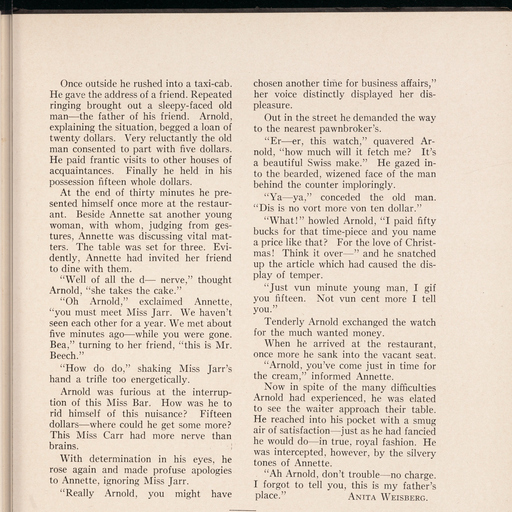 Once outside he rushed into a taxi-cab.
He gave the address of a friend. Repeated
ringing brought out a sleepy-faced old
man—the father of his friend. Arnold,
explaining the situation, begged a loan of
twenty dollars. Very reluctantly the old
man consented to part with five dollars.
He paid frantic visits to other houses of
acquaintances. Finally he held in his
possession fifteen whole dollars.
At the end of thirty minutes he pre-
sented himself once more at the restaur-
ant. Beside Annette sat another young
woman, with whom, judging from ges-
tures, Annette was discussing vital mat-
ters. The table was set for three. Evi-
dently, Annette had invited her friend
to dine with them.
"Well of all the d— nerve," thought
Arnold, "she takes the cake."
"Oh Arnold," exclaimed Annette,
"you must meet Miss Jarr. We haven't
seen each other for a year. We met about
five minutes ago—while you were gone.
Bea," turning to her friend, "this is Mr.
Beech."
"How do do," shaking Miss Jarr's
hand a trifle too energetically.
Arnold was furious at the interrup-
tion of this Miss Bar. How was he to
rid himself of this nuisance? Fifteen
dollars—where could he get some more?
This Miss Carr had more nerve than
brains.
With determination in his eyes, he
rose again and made profuse apologies
to Annette, ignoring Miss Jarr.
"Really Arnold, you might have
chosen another time for business affairs,"
her voice distinctly displayed her dis-
pleasure.
Out in the street he demanded the way
to the nearest pawnbroker's.
"Er—er, this watch," quavered Ar-
nold, "how much will it fetch me? It's
a beautiful Swiss make." He gazed in-
to the bearded, wizened face of the man
behind the counter imploringly.
"Ya—ya," conceded the old man.
"Dis is no vort more von ten dollar."
"What!" howled Arnold, "I paid fifty
bucks for that time-piece and you name
a price like that? For the love of Christ-
mas! Think it over—" and he snatched
up the article which had caused the dis-
play of temper.
"Just vun minute young man, I gif
you fifteen. Not vun cent more I tell
you."
Tenderly Arnold exchanged the watch
for the much wanted money.
When he arrived at the restaurant,
once more he sank into the vacant seat.
"Arnold, you've come just in time for
the cream," informed Annette.
Now in spite of the many difficulties
Arnold had experienced, he was elated
to see the waiter approach their table.
He reached into his pocket with a smug
air of satisfaction—just as he had fancied
he would do—in true, royal fashion. He
was intercepted, however, by the silvery
tones of Annette.
"Ah Arnold, don't trouble—no charge.
I forgot to tell you, this is my father's
place." ANITA WEISBERG.